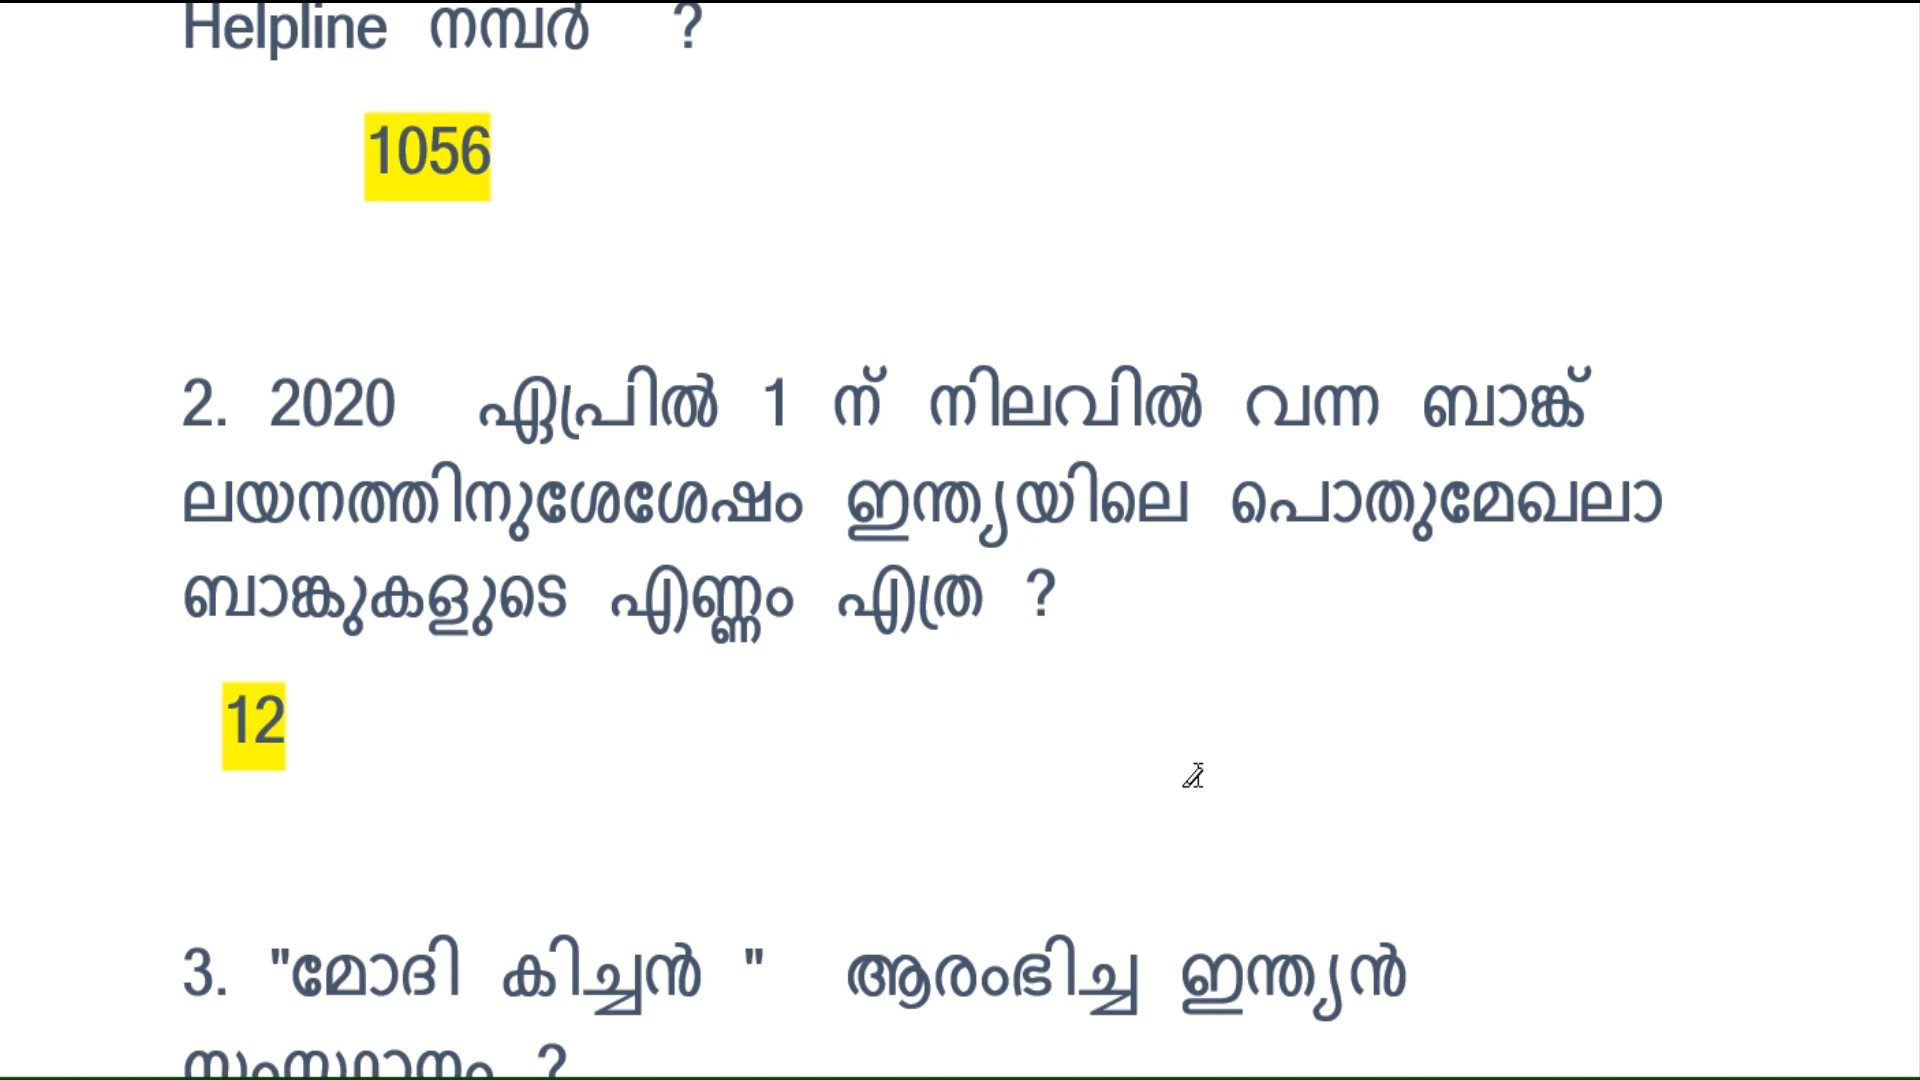 Helpline നമ്പർ ?
1056
2. 2020 ഏപ്രിൽ 1 ന് നിലവിൽ വന്ന ബാങ്ക്
ലയനത്തിനുശേശേഷം ഇന്ത്യയിലെ പൊതുമേഖലാ
ബാങ്കുകളുടെ എണ്ണം എത്ര ?
12
3. "മോദി കിച്ചൻ " ആരംഭിച്ച ഇന്ത്യൻ
സംസ്ഥാനം ?